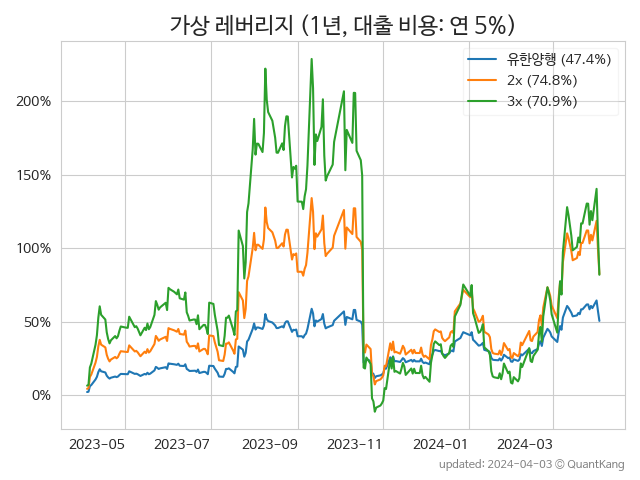 가상 레버리지 (1년, 대출 비용: 연 5%)
유한양행 (47.4%)
2x (74.8%)
3x (70.9%)
200%
150%
100%
50%
0%
2023-05 2023-07 2023-09 2023-11 2024-01 2024-03
updated: 2024-04-03 © QuantKang